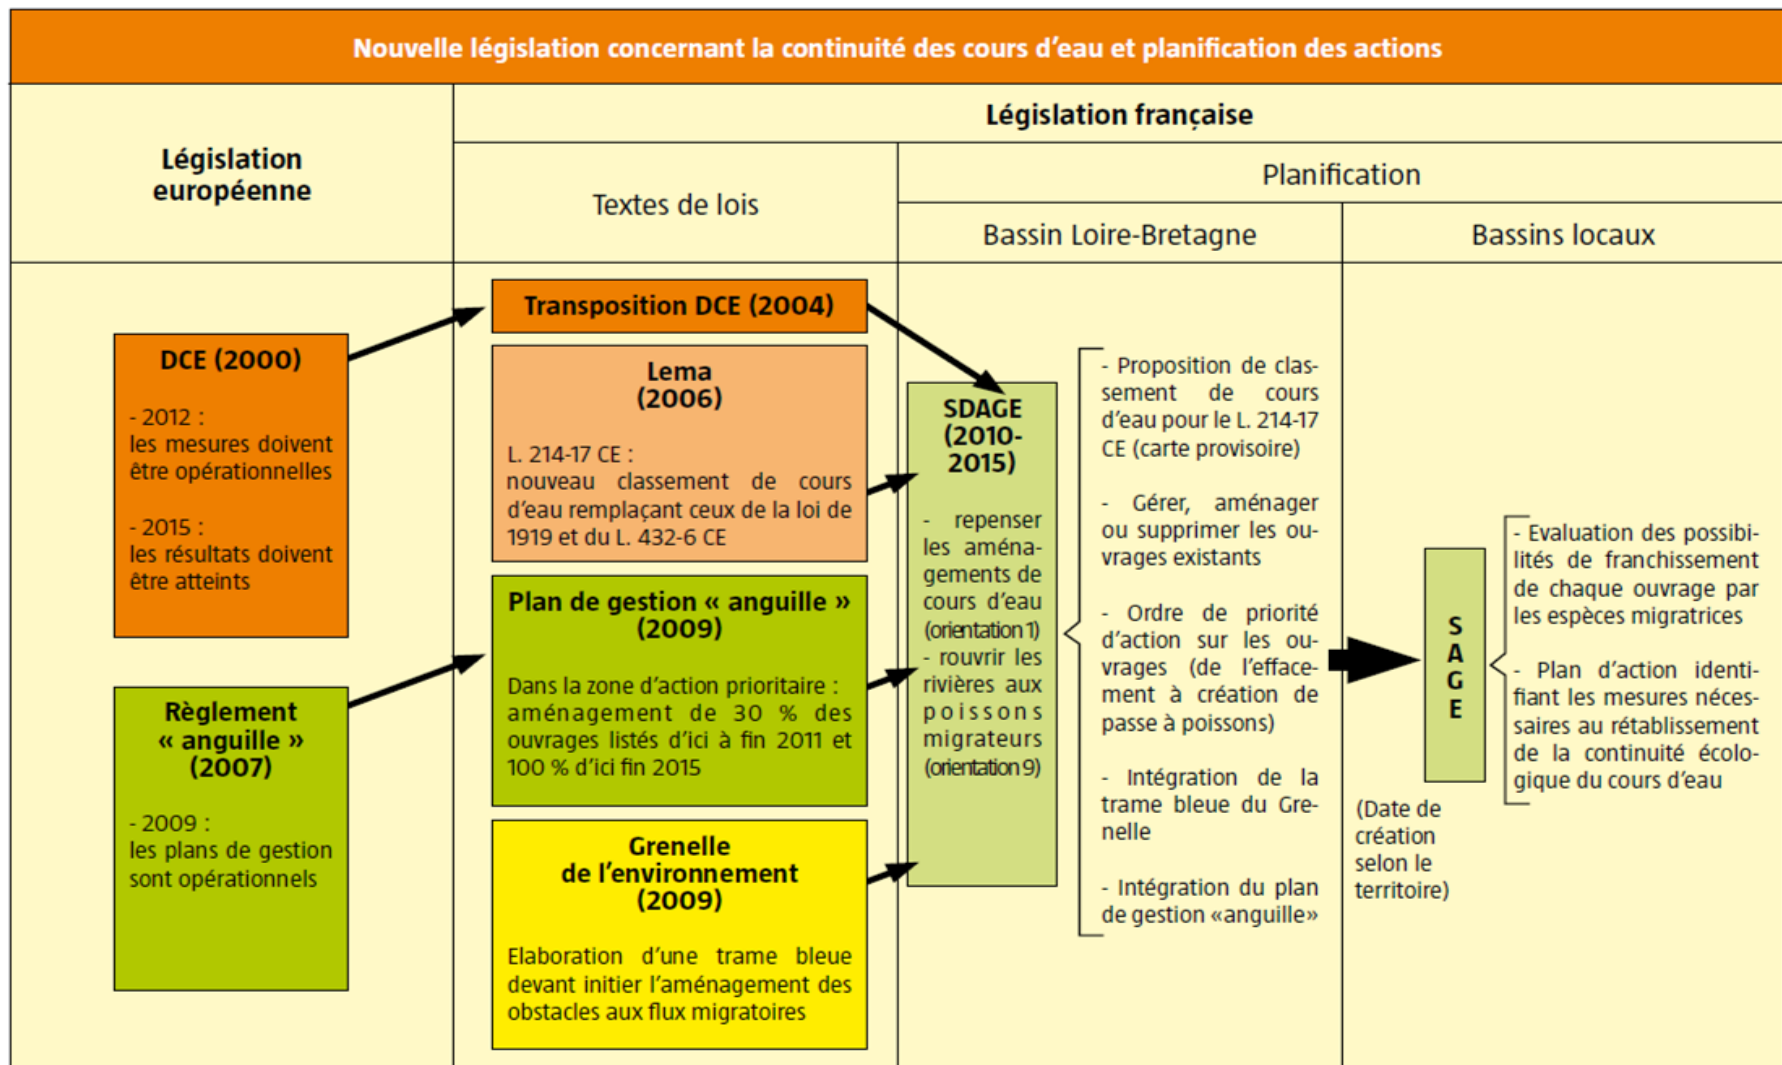 Nouvelle législation concernant la continuité des cours d'eau et planification des actions
Législation
européenne
Législation française
Textes de lois
Planification
Bassin Loire-Bretagne
Bassins locaux
DCE (2000)
- 2012 :
les mesures doivent
être opérationnelles
- 2015 :
les résultats doivent
être atteints
Règlement
« anguille »
(2007)
- 2009 :
les plans de gestion
sont opérationnels
Transposition DCE (2004)
Lema
(2006)
L. 214-17 CE :
nouveau classement de cours
d'eau remplaçant ceux de la loi de
1919 et du L. 432-6 CE
Plan de gestion « anguille »
(2009)
Dans la zone d'action prioritaire :
aménagement de 30 % des
ouvrages listés d'ici à fin 2011 et
100 % d'ici fin 2015
Grenelle
de l'environnement
(2009)
Elaboration d'une trame bleue
devant initier l'aménagement des
obstacles aux flux migratoires
SDAGE
(2010-
2015)
- repenser
les aména-
gements de
cours d'eau
(orientation 1)
- rouvrir les
rivières aux
poissons
migrateurs
(orientation 9)
- Proposition de clas-
sement de cours
d'eau pour le L. 214-17
CE (carte provisoire)
- Gérer, aménager
ou supprimer les ou-
vrages existants
- Ordre de priorité
d'action sur les ou-
vrages (de l'efface-
ment à création de
passe à poissons)
- Intégration de la
trame bleue du Gre-
nelle
- Intégration du plan
de gestion «anguille»
S
A
G
E
(Date de
création
selon le
territoire)
- Evaluation des possibi-
lités de franchissement
de chaque ouvrage par
les espèces migratrices
- Plan d'action identi-
fiant les mesures néces-
saires au rétablissement
de la continuité écolo-
gique du cours d'eau